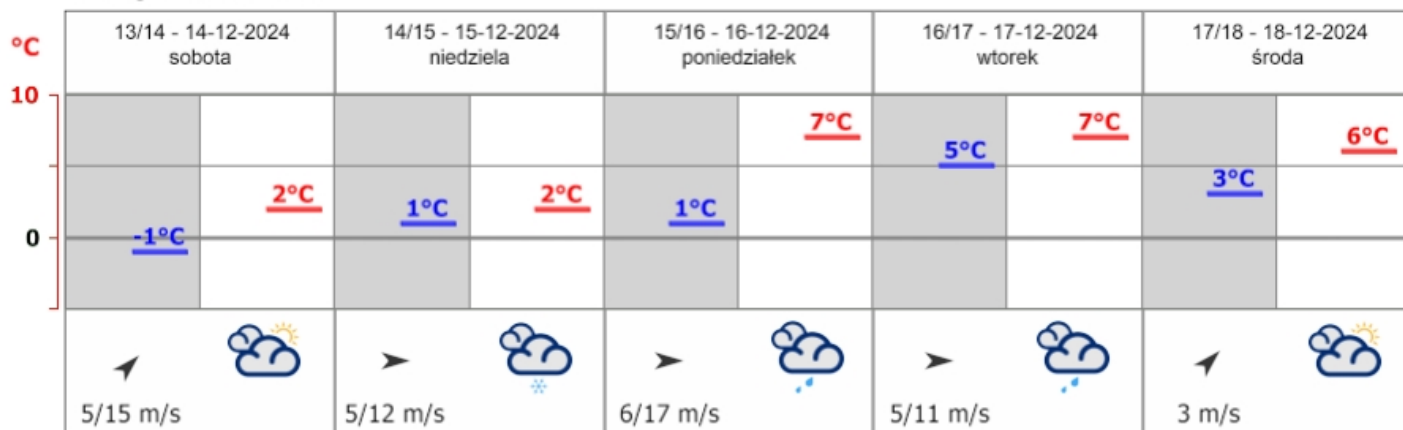 13/14 - 14-12-2024
sobota
14/15 - 15-12-2024
niedziela
15/16 - 16-12-2024
poniedziałek
16/17 - 17-12-2024
wtorek
17/18 - 18-12-2024
środa
°C
10
0
-1°C
2°C
1°C
2°C
1°C
7°C
5°C
7°C
3°C
6°C
5/15 m/s
5/12 m/s
6/17 m/s
5/11 m/s
3 m/s